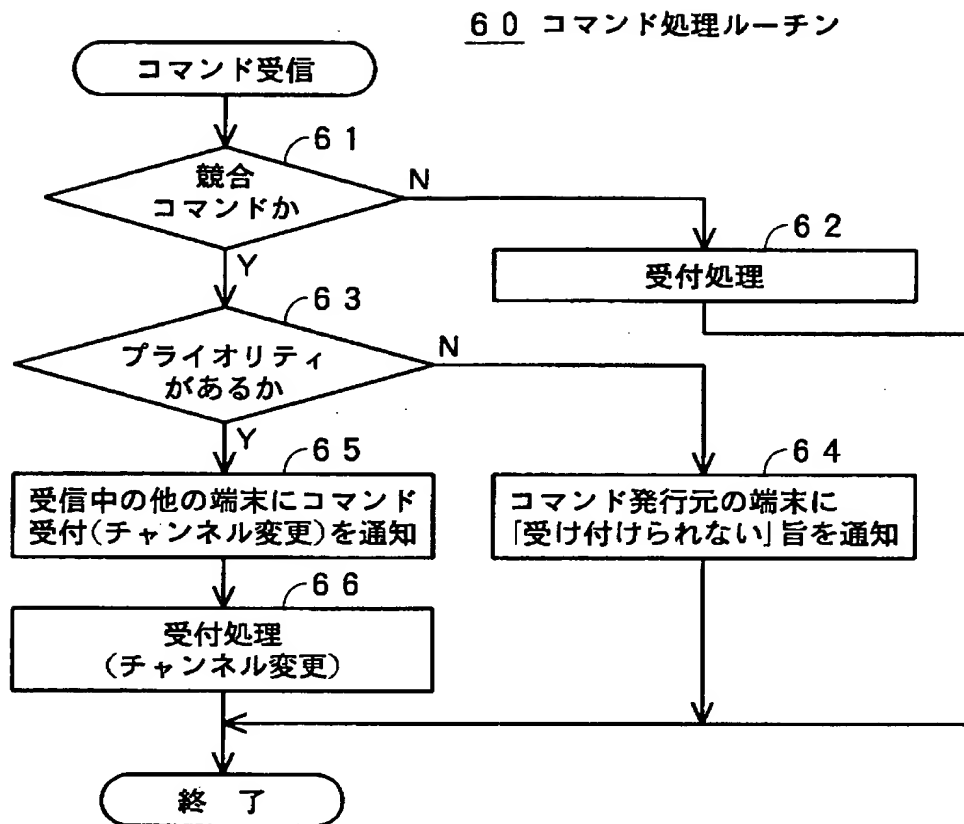 ６０ コマンド処理ルーチン
コマンド受信
６１
競合
コマンドか
N
Y
６２
受付処理
６３
プライオリティ
があるか
N
Y
６５
受信中の他の端末にコマンド
受付(チャンネル変更)を通知
６４
コマンド発行元の端末に
「受け付けられない」旨を通知
６６
受付処理
(チャンネル変更)
終 了